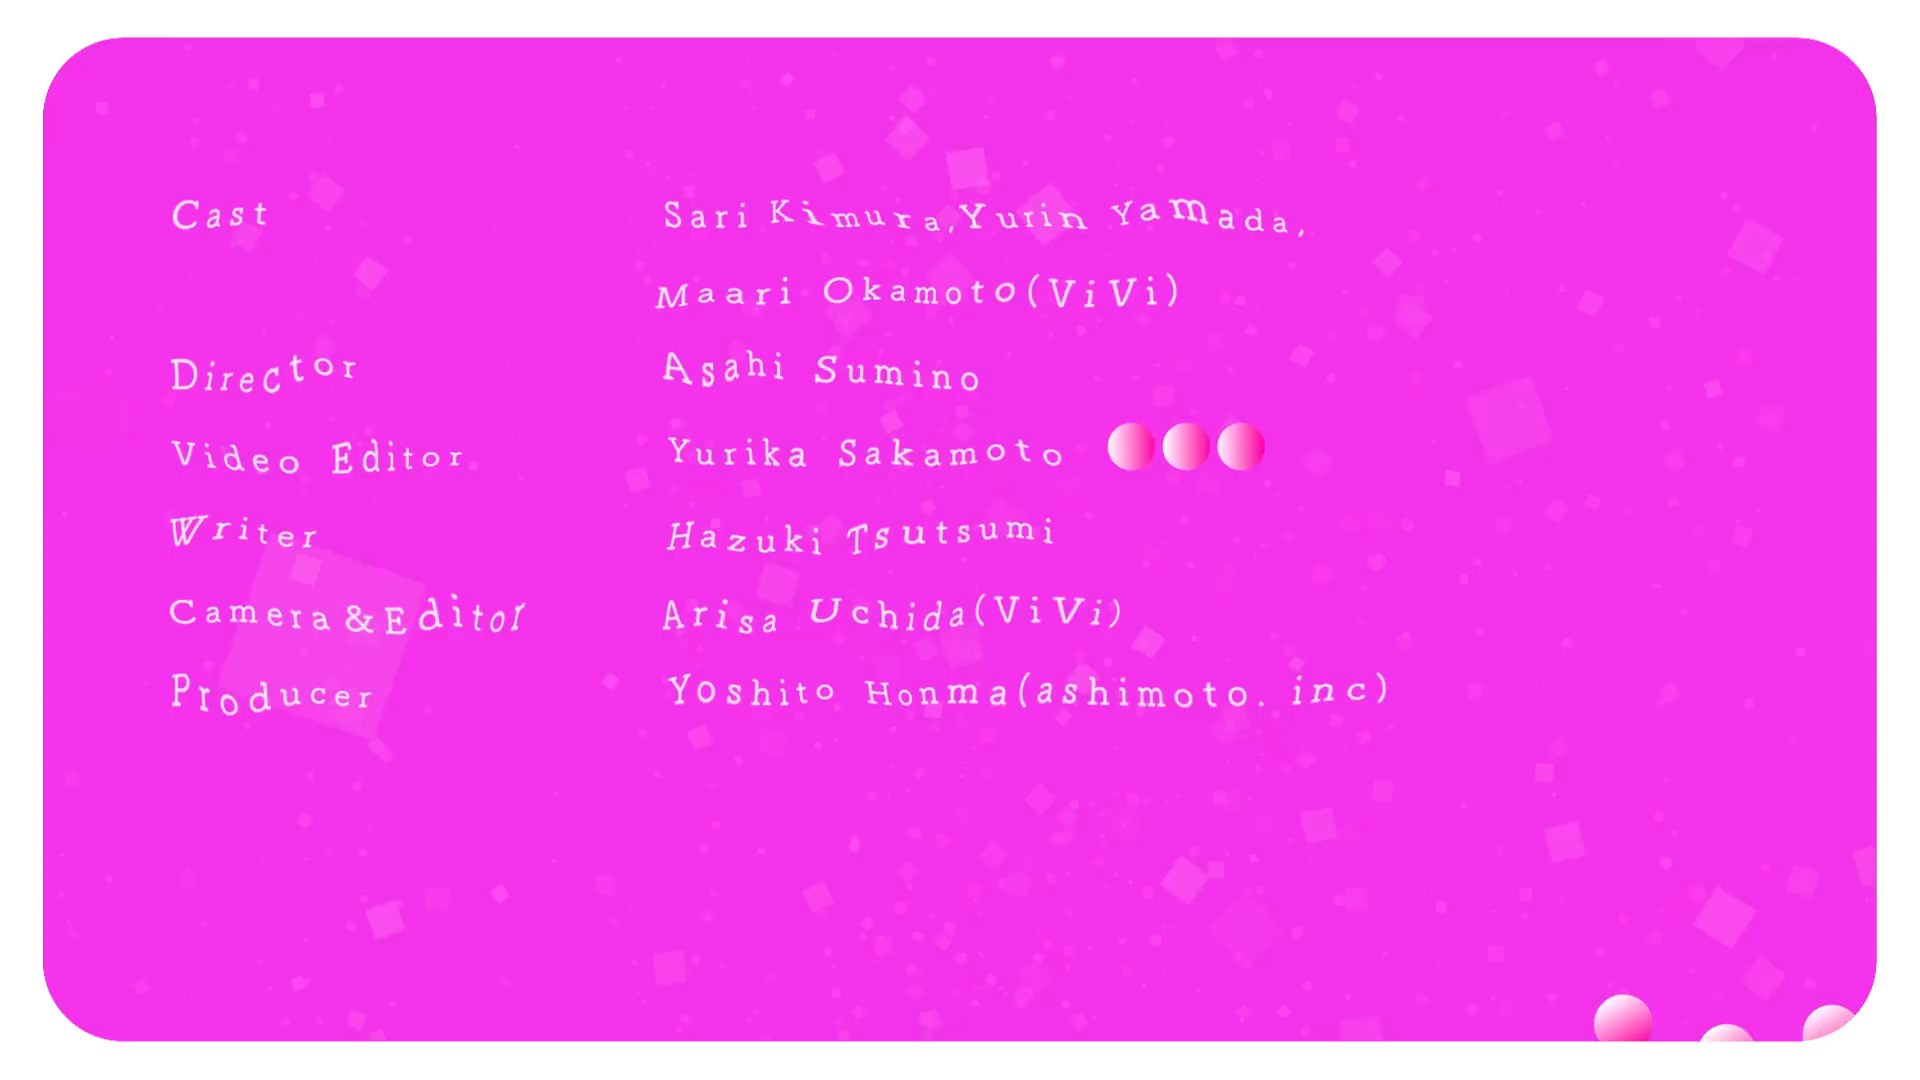 Cast Sari Kimura,Yurin Yamada,
Maari Okamoto(ViVi)
Director Asahi Sumino
Video Editor Yurika Sakamoto
Writer Hazuki Tsutsumi
Camera&Editor Arisa Uchida(ViVi)
Producer Yoshito Honma(ashimoto. inc)